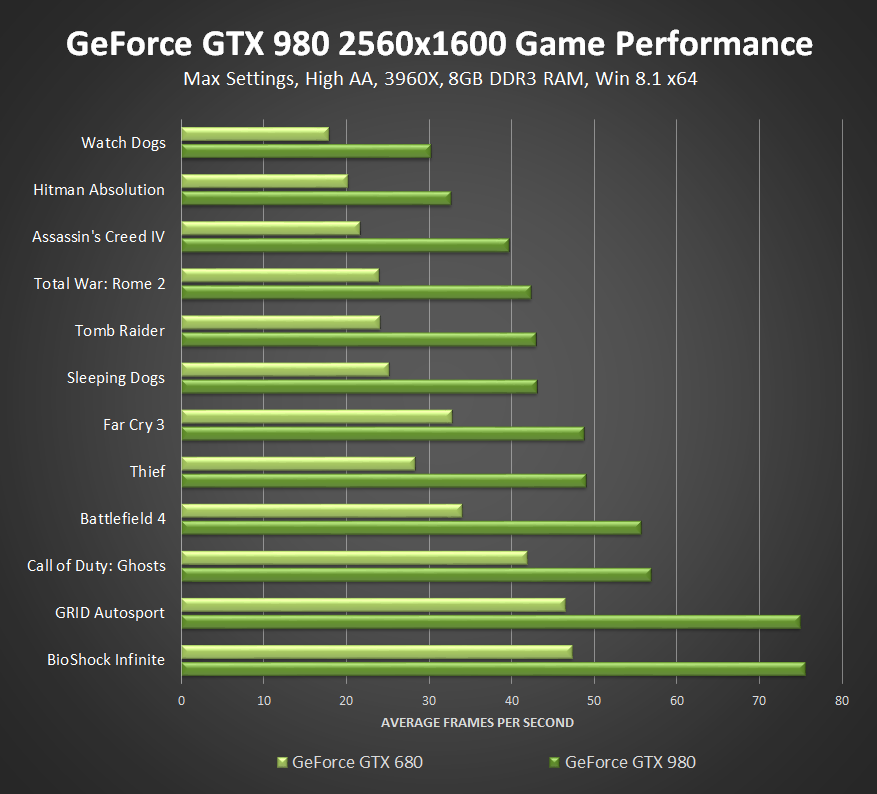 GeForce GTX 980 2560x1600 Game Performance
Max Settings, High AA, 3960X, 8GB DDR3 RAM, Win 8.1 x64
Watch Dogs
Hitman Absolution
Assassin's Creed IV
Total War: Rome 2
Tomb Raider
Sleeping Dogs
Far Cry 3
Thief
Battlefield 4
Call of Duty: Ghosts
GRID Autosport
BioShock Infinite
0 10 20 30 40 50 60 70 80
AVERAGE FRAMES PER SECOND
GeForce GTX 680 GeForce GTX 980